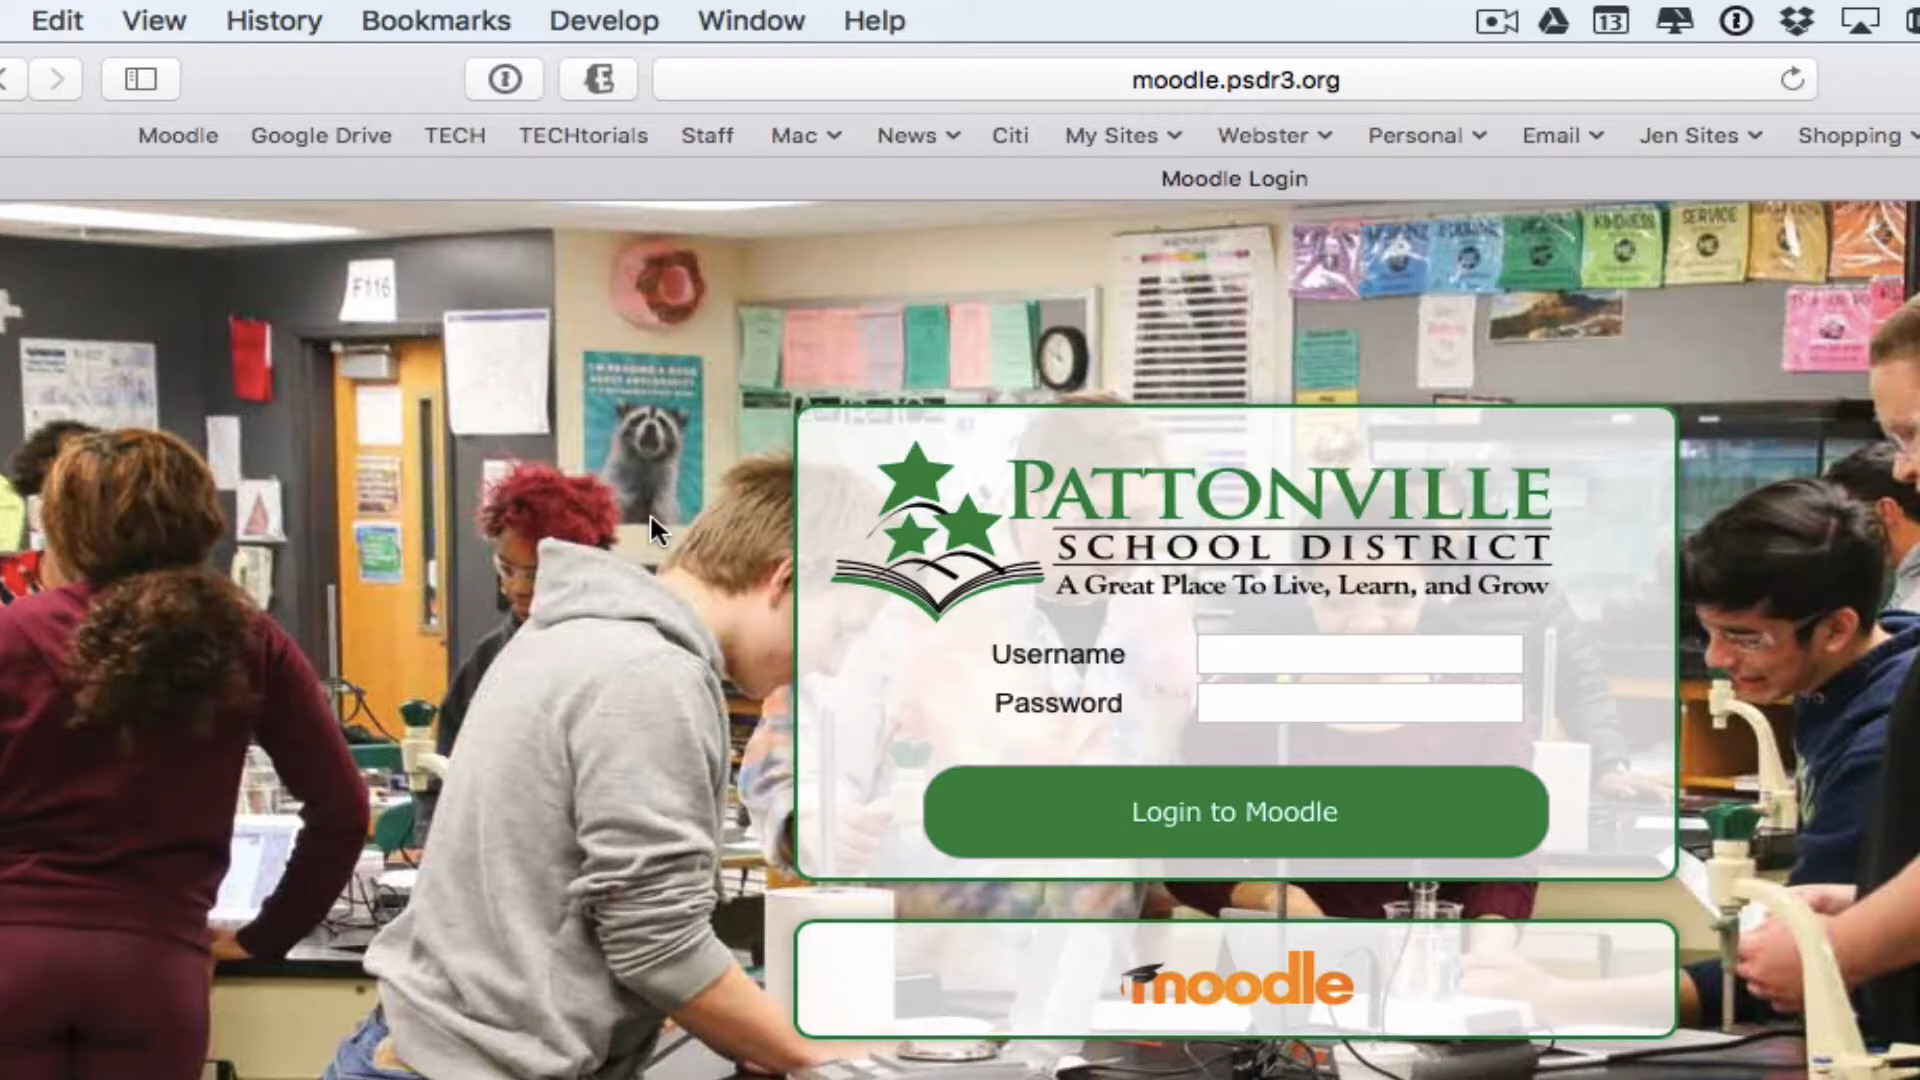 Edit View History Bookmarks Develop Window Help
13
moodle.psdr3.org
Moodle Google Drive TECH TECHtorials Staff Mac News Citi My Sites Webster Personal Email Jen Sites Shopping
Moodle Login
KINDNESS SERVICE
F116
PATTONVILLE
SCHOOL DISTRICT
A Great Place To Live, Learn, and Grow
Username
Password
Login to Moodle
moodle